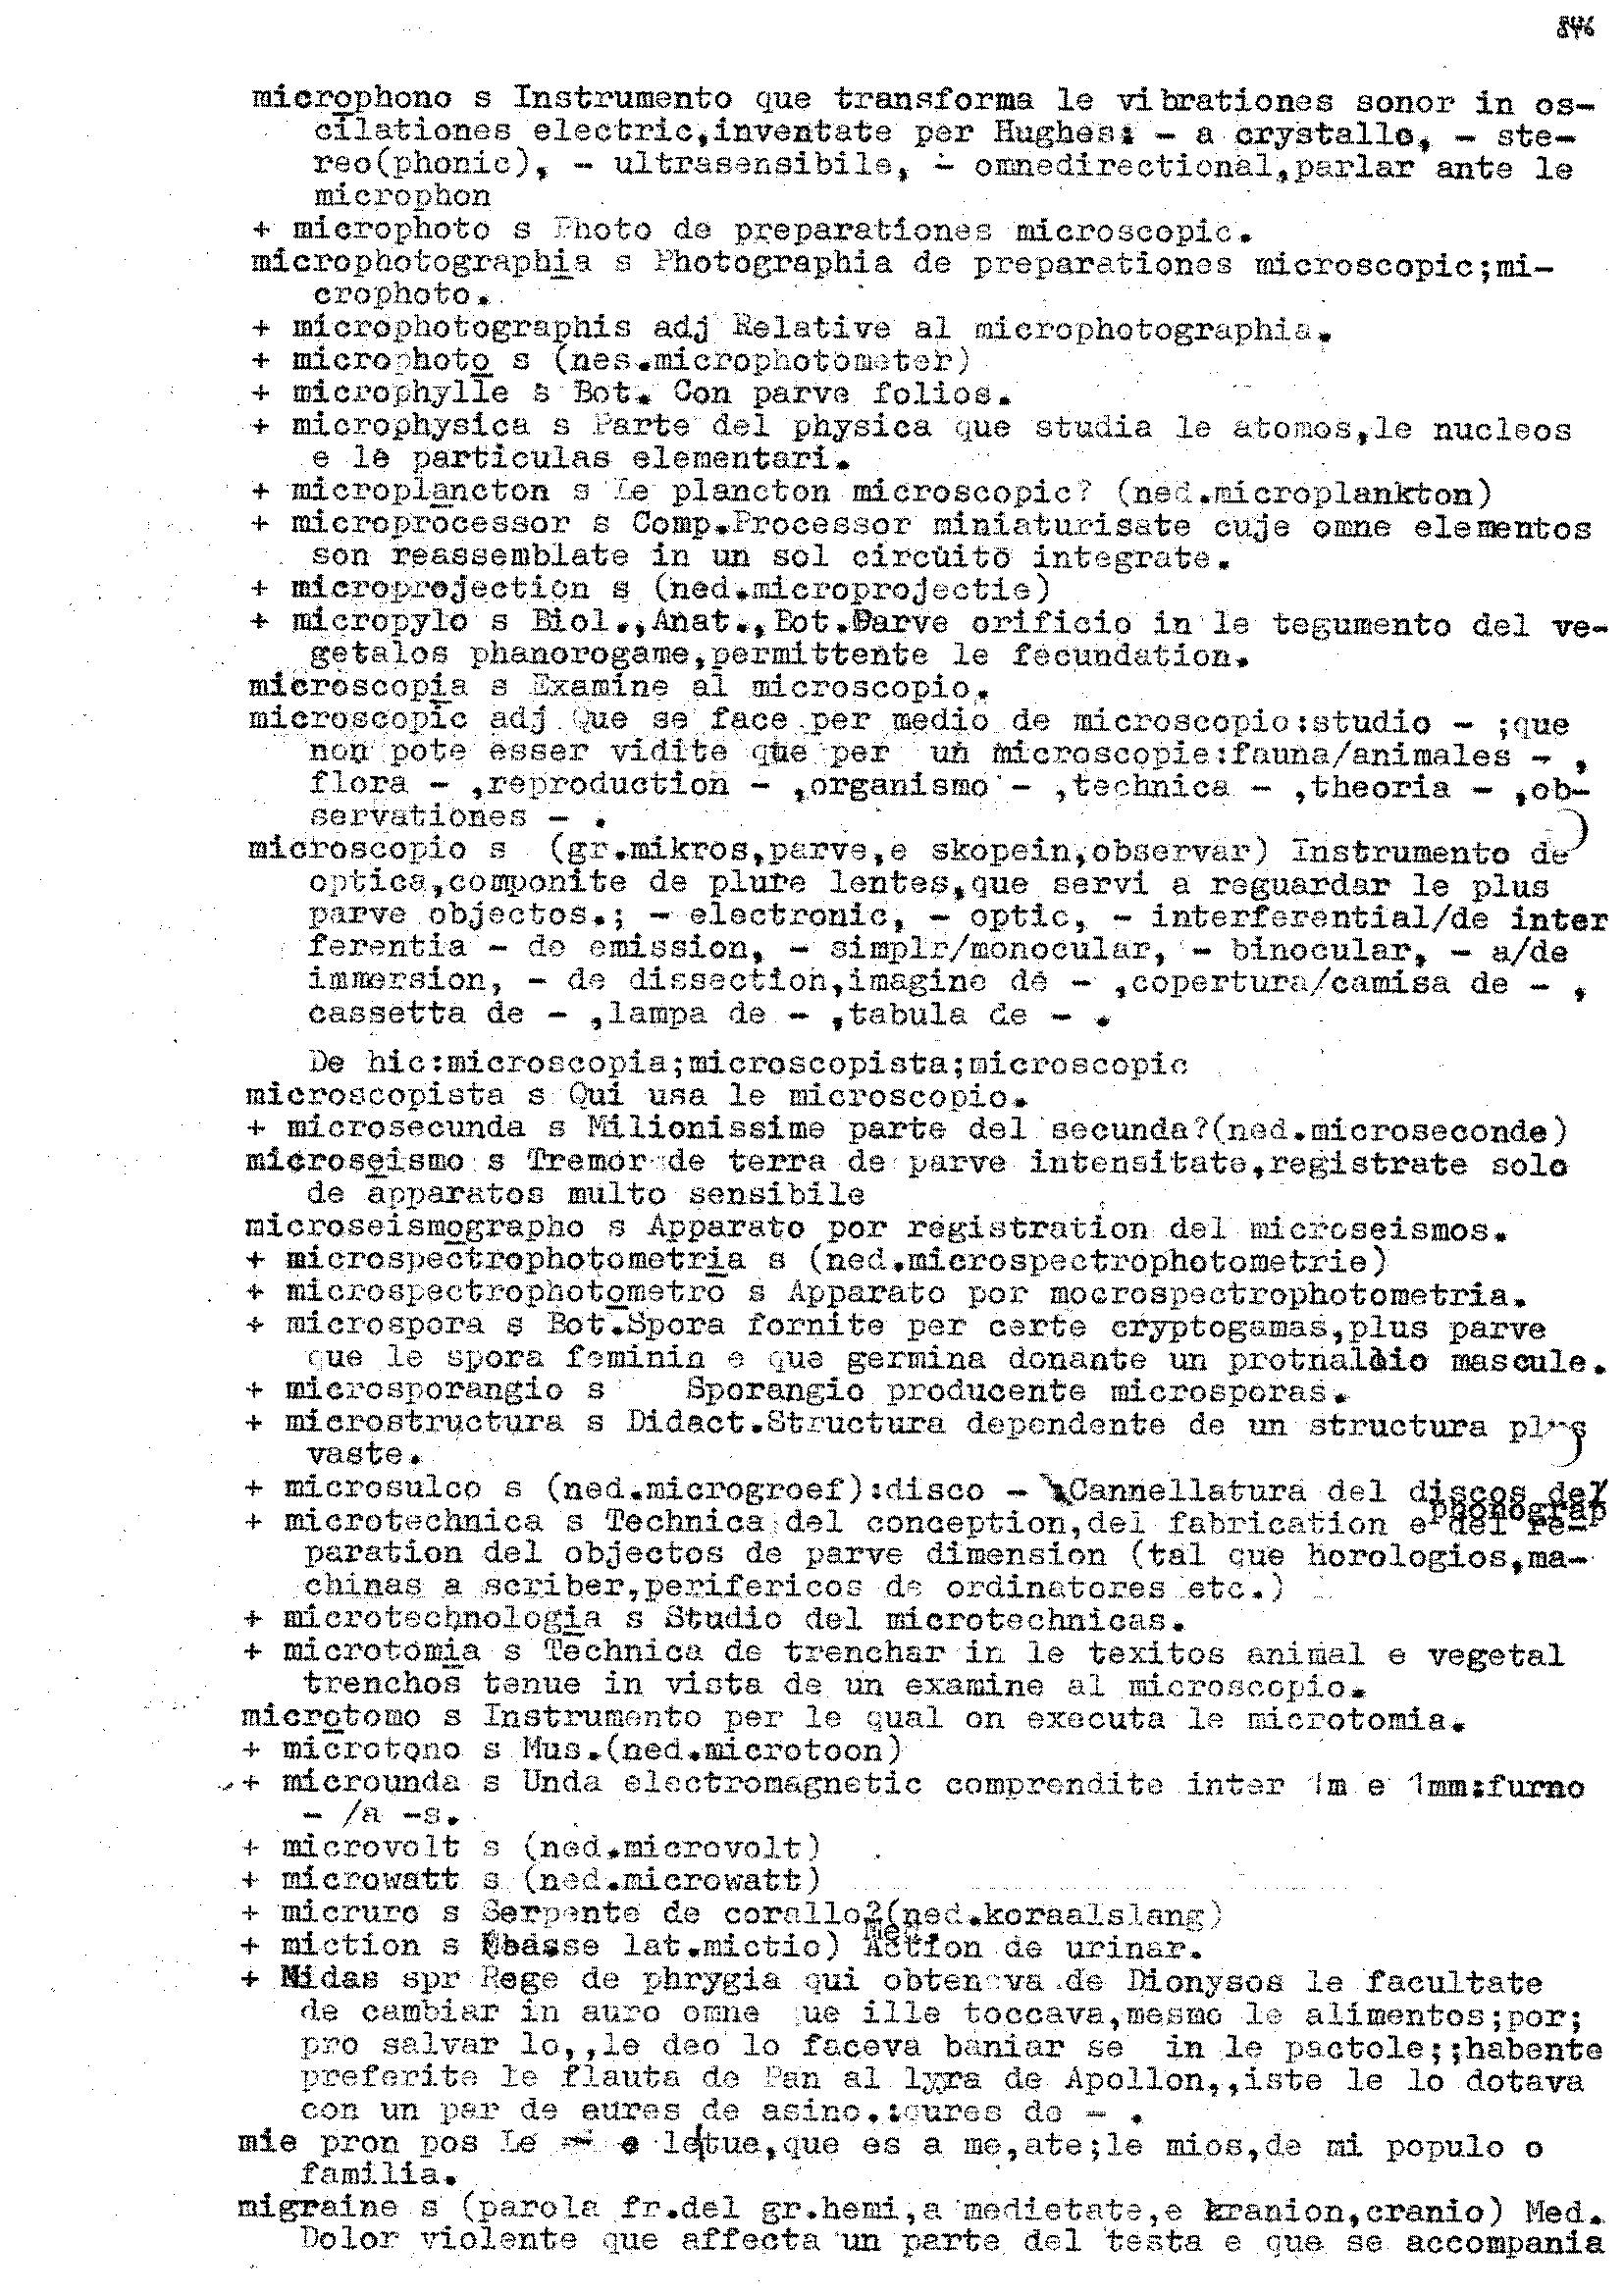 846
microphono s Instrumento que transforma le vibrationes sonor in os-
cilationes electric,inventate per Hughes: - a crystallo, - ste-
reo(phonic), - ultrasensibile, - omnedirectional,parlar ante le
microphon
+ microphoto s Photo de preparationes microscopic.
microphotographia s Photographia de preparationes microscopic;mi-
crophoto.
+ microphotographis adj Relative al microphotographia.
+ microphoto s (nes.microphotometer)
+ microphylle s Bot. Con parve folios.
+ microphysica s Parte del physica que studia le atomos,le nucleos
e le particulas elementari.
+ microplancton s Le plancton microscopic? (ned.microplankton)
+ microprocessor s Comp.Processor miniaturisate cuje omne elementos
son reassemblate in un sol circuito integrate.
+ microprojection s (ned.microprojectie)
+ micropylo s Biol.,Anat.,Bot.Parve orificio in le tegumento del ve-
getalos phanorogame,permittente le fecundation.
microscopia s Examine al microscopio.
microscopic adj Que se face per medio de microscopio:studio - ;que
non pote esser vidite que per un microscopie:fauna/animales - ,
flora - ,reproduction - ,organismo - ,technica - ,theoria - ,ob-
servationes - .
microscopio s (gr.mikros,parve,e skopein,observar) Instrumento de
optica,componite de plure lentes,que servi a reguardar le plus
parve objectos.; - electronic, - optic, - interferential/de inter
ferentia - de emission, - simplr/monocular, - binocular, - a/de
immersion, - de dissection,imagine de - ,copertura/camisa de - ,
cassetta de - ,lampa de - ,tabula de - .
De hic:microscopia;microscopista;microscopic
microscopista s Qui usa le microscopio.
+ microsecunda s Milionissime parte del secunda?(ned.microseconde)
microseismo s Tremor de terra de parve intensitate,registrate solo
de apparatos multo sensibile
microseismographo s Apparato por registration del microseismos.
+ microspectrophotometria s (ned.microspectrophotometrie)
+ microspectrophotometro s Apparato por mocrospectrophotometria.
+ microspora s Bot.Spora fornite per certe cryptogamas,plus parve
que le spora feminin e que germina donante un mascule.
+ microsporangio s Sporangio producente microsporas.
+ microstructura s Didact.Structura dependente de un structura plus
vaste.
+ microsulco s (ned.microgroef):disco - Cannellatura del discos del
phonograp
+ microtechnica s Technica del conception,del fabrication e del re-
paration del objectos de parve dimension (tal que horologios,ma-
chinas a scriber,perifericos de ordinatores etc.)
+ microtechnologia s Studio del microtechnicas.
+ microtomia s Technica de trenchar in le texitos animal e vegetal
trenchos tenue in vista de un examine al microscopio.
microtomo s Instrumento per le qual on executa le microtomia.
+ microtono s Mus.(ned.microtoon)
+ microunda s Unda electromagnetic comprendite inter 1m e 1mm:furno
- /a -s.
+ microvolt s (ned.microvolt)
+ microwatt s (ned.microwatt)
+ micruro s Serpente de corallo?(ned.koraalslang)
+ miction s (basse lat.mictio) Med. Action de urinar.
+ Midas spr Rege de phrygia qui obteneva de Dionysos le facultate
de cambiar in auro omne que ille toccava,mesmo le alimentos;por;
pro salvar lo,,le deo lo faceva baniar se in le pactole;;habente
preferite le flauta de Pan al lyra de Apollon,,iste le lo dotava
con un par de aures de asino.:aures de - .
mie pron pos Le le tue,que es a me,ate;le mios,de mi populo o
familia.
migraine s (parola fr.del gr.hemi,a medietate,e kranion,cranio) Med.
Dolor violente que affecta un parte del testa e que se accompania